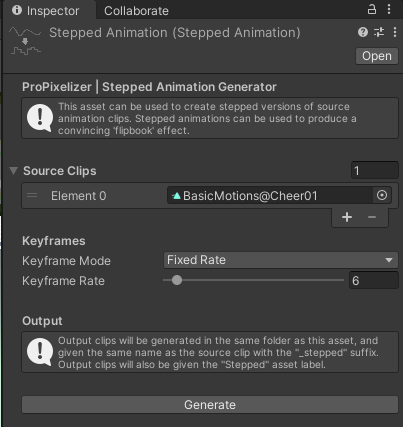 Inspector
Collaborate
Stepped Animation (Stepped Animation)
Open
ProPixelizer | Stepped Animation Generator
This asset can be used to create stepped versions of source
animation clips. Stepped animations can be used to produce a
convincing 'flipbook' effect.
Source Clips
1
Element 0
BasicMotions@Cheer01
Keyframes
Keyframe Mode
Fixed Rate
Keyframe Rate
6
Output
Output clips will be generated in the same folder as this asset, and
given the same name as the source clip with the "_stepped" suffix.
Output clips will also be given the "Stepped" asset label.
Generate